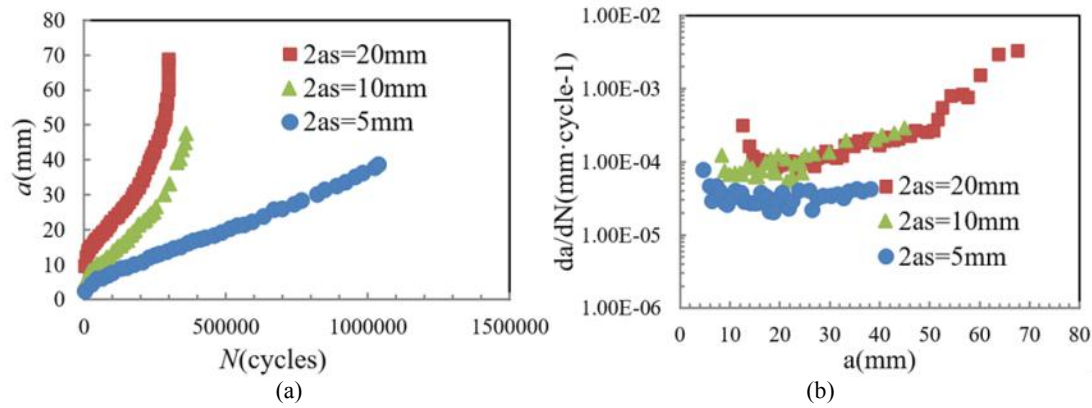 80
70
60
50
40
30
20
10
0
a(mm)
2as=20mm
2as=10mm
2as=5mm
0 500000 1000000 1500000
N(cycles)
(a)
1.00E-02
1.00E-03
1.00E-04
1.00E-05
1.00E-06
da/dN(mm·cycle-1)
2as=20mm
2as=10mm
2as=5mm
0 10 20 30 40 50 60 70 80
a(mm)
(b)